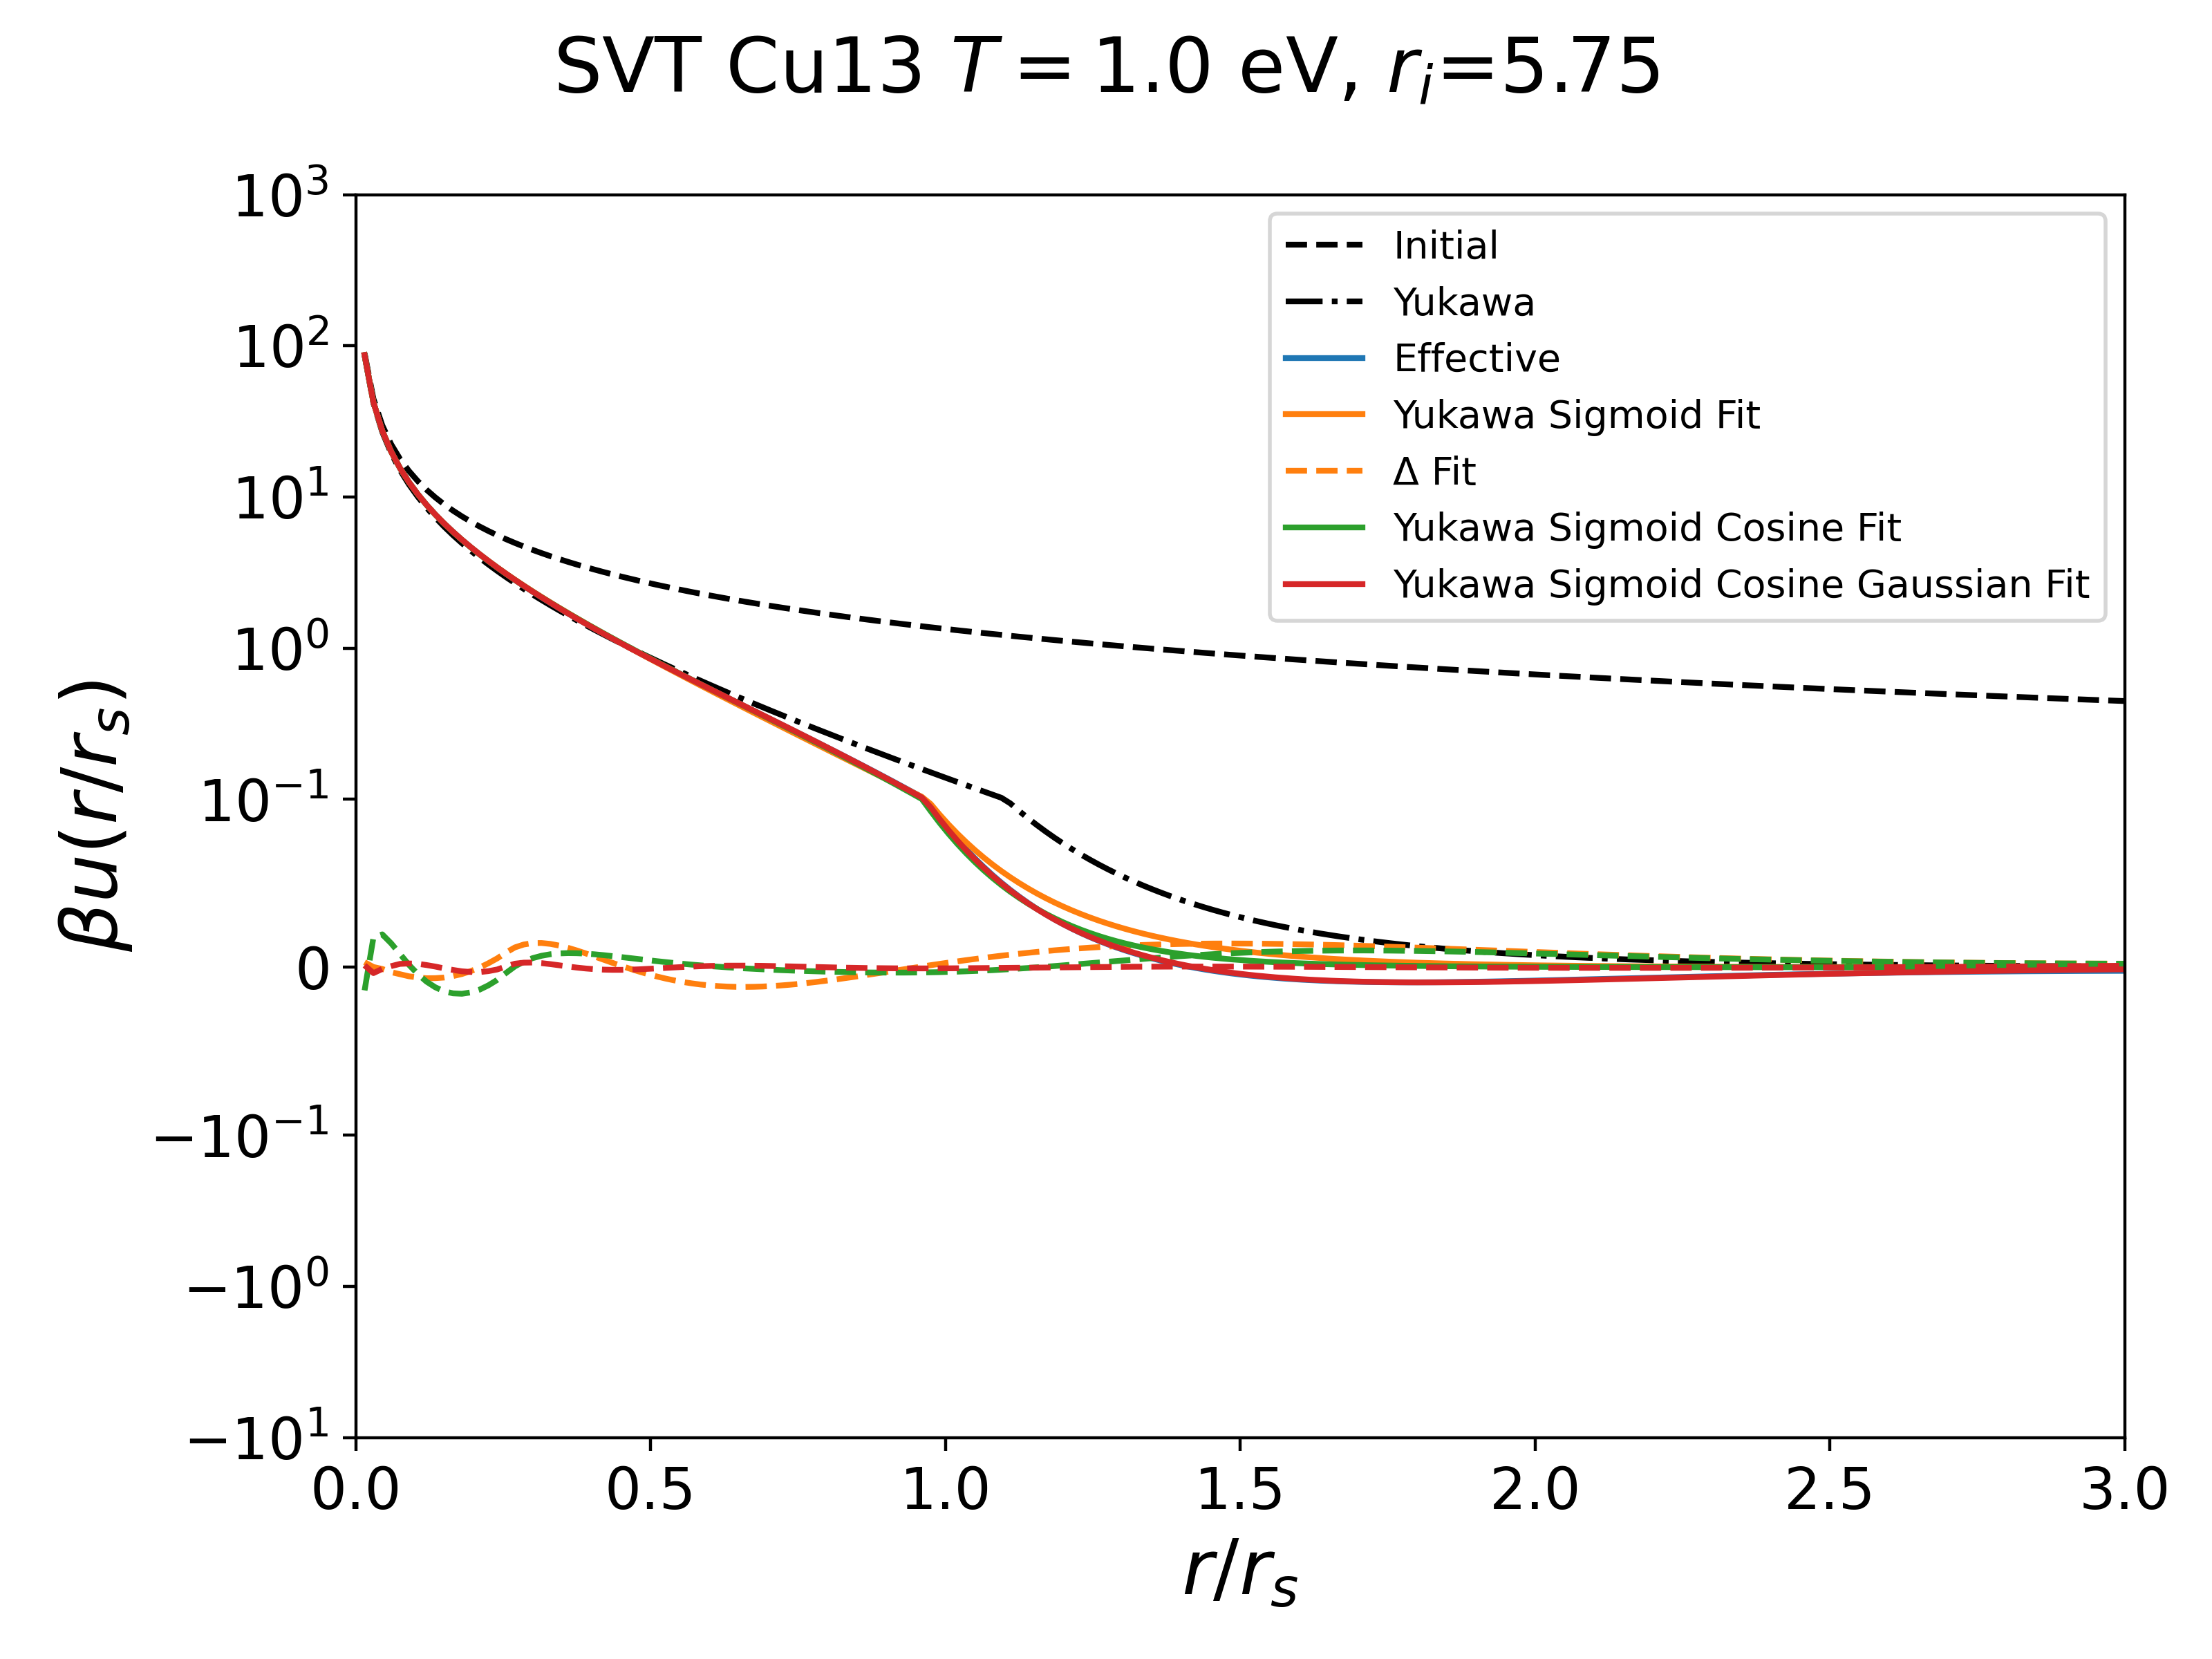 SVT Cu13 T = 1.0 eV, r_i=5.75
10^3
10^2
10^1
10^0
10^−1
0
−10^−1
−10^0
−10^1
βu(r/r_s)
Initial
Yukawa
Effective
Yukawa Sigmoid Fit
Δ Fit
Yukawa Sigmoid Cosine Fit
Yukawa Sigmoid Cosine Gaussian Fit
0.0 0.5 1.0 1.5 2.0 2.5 3.0
r/r_s